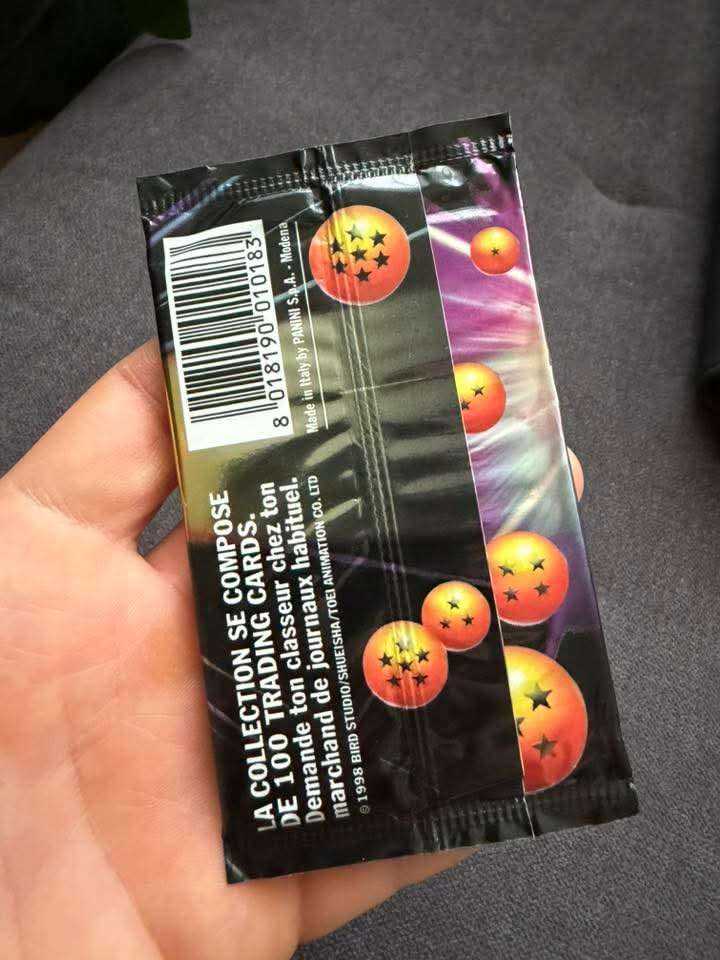 LA COLLECTION SE COMPOSE
DE 100 TRADING CARDS.
Demande ton classeur chez ton
marchand de journaux habituel.
© 1998 BIRD STUDIO/SHUEISHA/TOEI ANIMATION CO. LTD
8 018190 010183
Made in Italy by PANINI S.p.A. - Modena